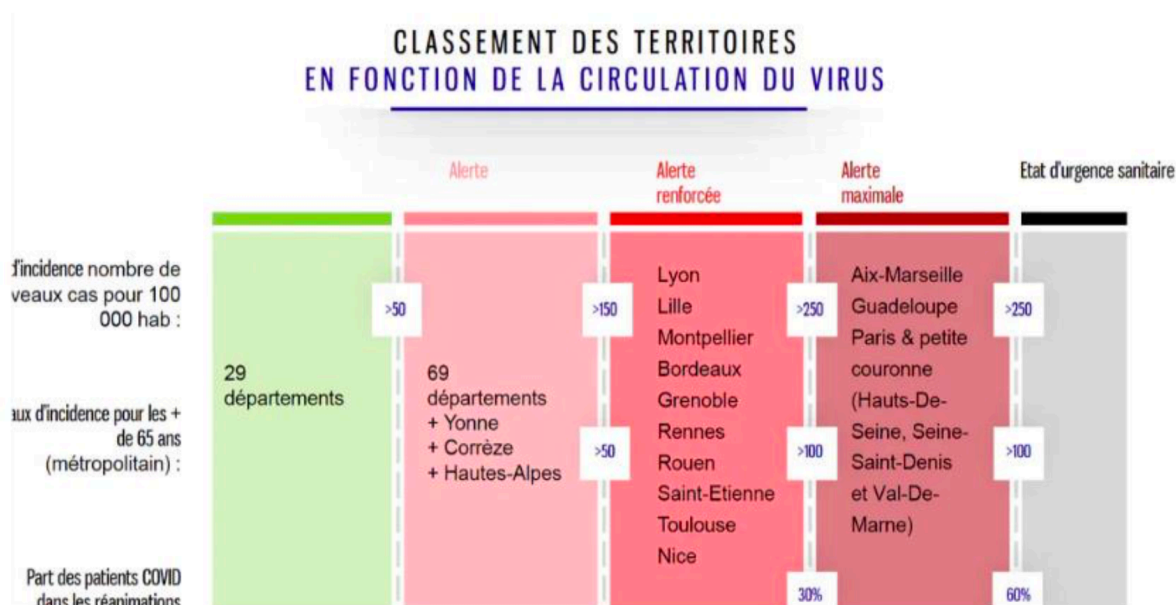 CLASSEMENT DES TERRITOIRES
EN FONCTION DE LA CIRCULATION DU VIRUS
Alerte
Alerte
renforcée
Alerte
maximale
Etat d'urgence sanitaire
d'incidence nombre de
veaux cas pour 100
000 hab :
>50
>150
>250
>250
29
départements
69
départements
+ Yonne
+ Corrèze
+ Hautes-Alpes
Lyon
Lille
Montpellier
Bordeaux
Grenoble
Rennes
Rouen
Saint-Etienne
Toulouse
Nice
Aix-Marseille
Guadeloupe
Paris & petite
couronne
(Hauts-De-
Seine, Seine-
Saint-Denis
et Val-De-
Marne)
aux d'incidence pour les +
de 65 ans
(métropolitain) :
>50
>100
>100
Part des patients COVID
dans les réanimations
30%
60%